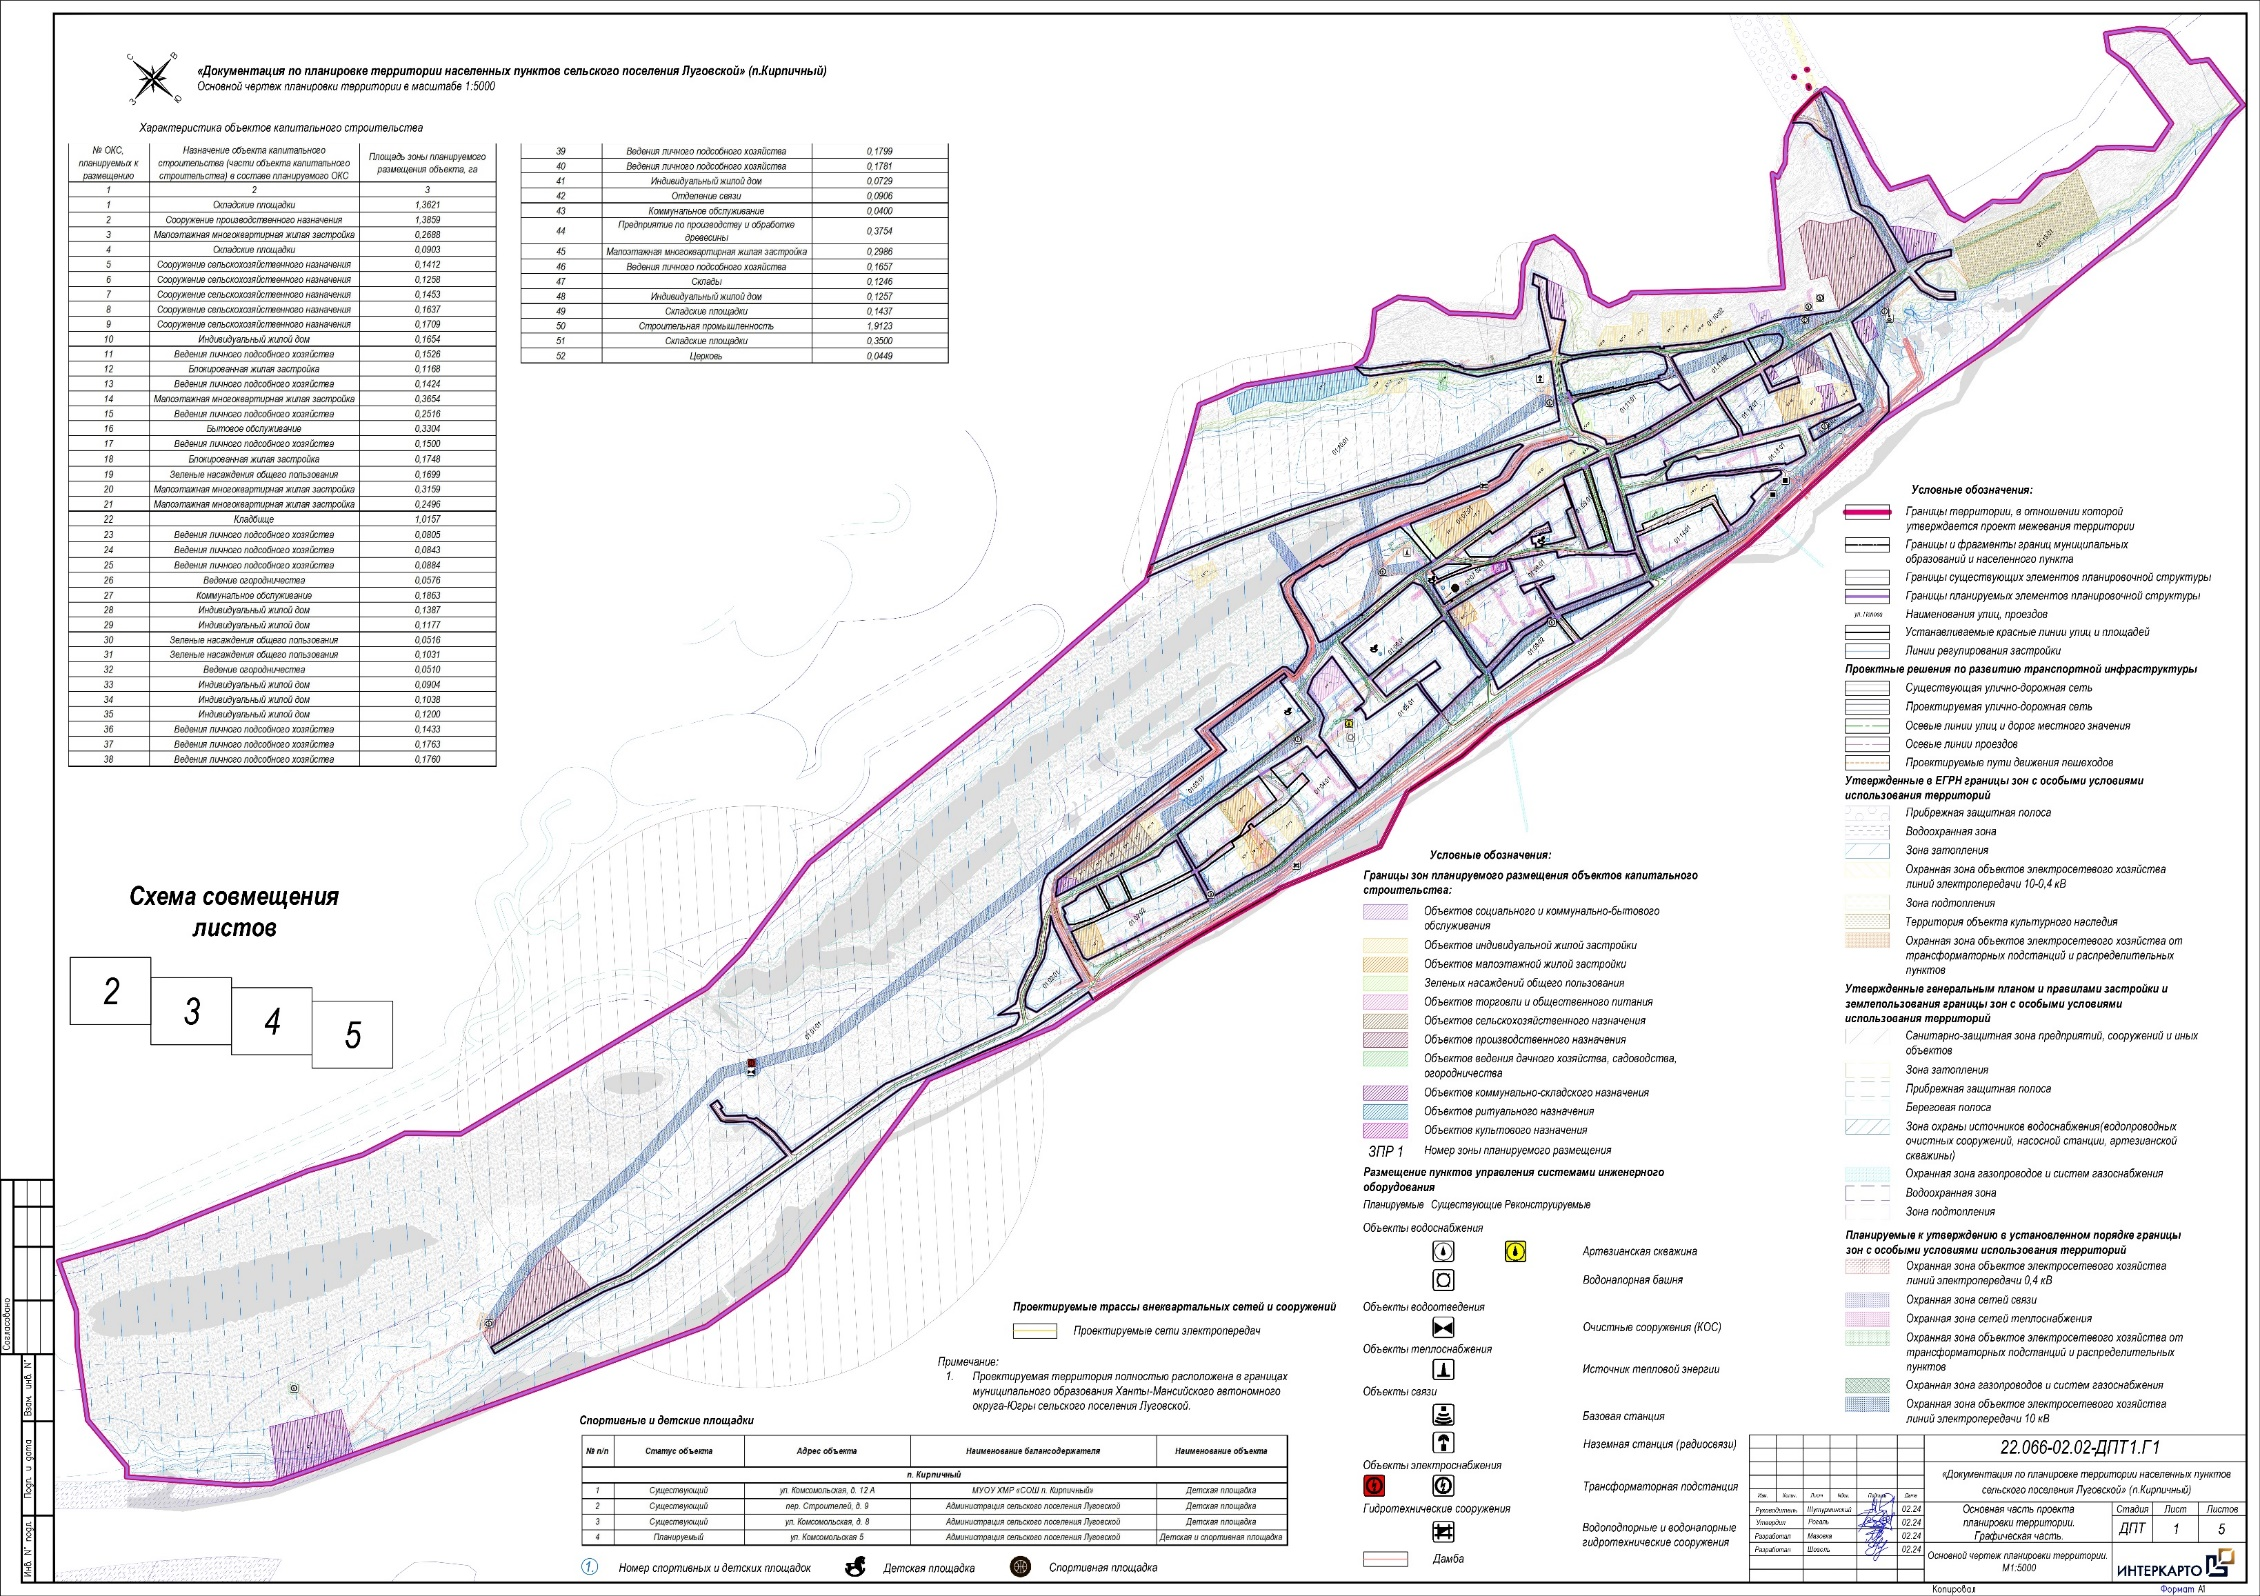 «Документация по планировке территории населенных пунктов сельского поселения Луговской» (п.Кирпичный)
Основной чертеж планировки территории в масштабе 1:5000
С
В
З
Ю
Характеристика объектов капитального строительства
№ ОКС, планируемых к размещению
Назначение объекта капитального строительства (части объекта капитального строительства) в составе планируемого ОКС
Площадь зоны планируемого размещения объекта, га
1 2 3
1 Складские площадки 1,3621
2 Сооружение производственного назначения 1,3859
3 Малоэтажная многоквартирная жилая застройка 0,2688
4 Складские площадки 0,0903
5 Сооружение сельскохозяйственного назначения 0,1412
6 Сооружение сельскохозяйственного назначения 0,1258
7 Сооружение сельскохозяйственного назначения 0,1453
8 Сооружение сельскохозяйственного назначения 0,1637
9 Сооружение сельскохозяйственного назначения 0,1709
10 Индивидуальный жилой дом 0,1654
11 Ведения личного подсобного хозяйства 0,1526
12 Блокированная жилая застройка 0,1168
13 Ведения личного подсобного хозяйства 0,1424
14 Малоэтажная многоквартирная жилая застройка 0,3654
15 Ведения личного подсобного хозяйства 0,2516
16 Бытовое обслуживание 0,3304
17 Ведения личного подсобного хозяйства 0,1500
18 Блокированная жилая застройка 0,1748
19 Зеленые насаждения общего пользования 0,1699
20 Малоэтажная многоквартирная жилая застройка 0,3159
21 Малоэтажная многоквартирная жилая застройка 0,2496
22 Кладбище 1,0157
23 Ведения личного подсобного хозяйства 0,0805
24 Ведения личного подсобного хозяйства 0,0843
25 Ведения личного подсобного хозяйства 0,0884
26 Ведение огородничества 0,0576
27 Коммунальное обслуживание 0,1863
28 Индивидуальный жилой дом 0,1387
29 Индивидуальный жилой дом 0,1177
30 Зеленые насаждения общего пользования 0,0516
31 Зеленые насаждения общего пользования 0,1031
32 Ведение огородничества 0,0510
33 Индивидуальный жилой дом 0,0904
34 Индивидуальный жилой дом 0,1038
35 Индивидуальный жилой дом 0,1200
36 Ведения личного подсобного хозяйства 0,1433
37 Ведения личного подсобного хозяйства 0,1763
38 Ведения личного подсобного хозяйства 0,1760
39 Ведения личного подсобного хозяйства 0,1799
40 Ведения личного подсобного хозяйства 0,1781
41 Индивидуальный жилой дом 0,0729
42 Отделение связи 0,0906
43 Коммунальное обслуживание 0,0400
44 Предприятие по производству и обработке древесины 0,3754
45 Малоэтажная многоквартирная жилая застройка 0,2986
46 Ведения личного подсобного хозяйства 0,1657
47 Склады 0,1246
48 Индивидуальный жилой дом 0,1257
49 Складские площадки 0,1437
50 Строительная промышленность 1,9123
51 Складские площадки 0,3500
52 Церковь 0,0449
Схема совмещения
листов
2
3
4
5
Условные обозначения:
Границы территории, в отношении которой
утверждается проект межевания территории
Границы и фрагменты границ муниципальных
образований и населенного пункта
Границы существующих элементов планировочной структуры
Границы планируемых элементов планировочной структуры
Наименования улиц, проездов
Устанавливаемые красные линии улиц и площадей
Линии регулирования застройки
Проектные решения по развитию транспортной инфраструктуры
Существующая улично-дорожная сеть
Проектируемая улично-дорожная сеть
Осевые линии улиц и дорог местного значения
Осевые линии проездов
Проектируемые пути движения пешеходов
Утвержденные в ЕГРН границы зон с особыми условиями
использования территорий
Прибрежная защитная полоса
Водоохранная зона
Зона затопления
Охранная зона объектов электросетевого хозяйства
линий электропередачи 10-0,4 кВ
Зона подтопления
Территория объекта культурного наследия
Охранная зона объектов электросетевого хозяйства от
трансформаторных подстанций и распределительных
пунктов
Утвержденные генеральным планом и правилами застройки и
землепользования границы зон с особыми условиями
использования территорий
Санитарно-защитная зона предприятий, сооружений и иных
объектов
Зона затопления
Прибрежная защитная полоса
Береговая полоса
Зона охраны источников водоснабжения(водопроводных
очистных сооружений, насосной станции, артезианской
скважины)
Охранная зона газопроводов и систем газоснабжения
Водоохранная зона
Зона подтопления
Планируемые к утверждению в установленном порядке границы
зон с особыми условиями использования территорий
Охранная зона объектов электросетевого хозяйства
линий электропередачи 0,4 кВ
Охранная зона сетей связи
Охранная зона сетей теплоснабжения
Охранная зона объектов электросетевого хозяйства от
трансформаторных подстанций и распределительных
пунктов
Охранная зона газопроводов и систем газоснабжения
Охранная зона объектов электросетевого хозяйства
линий электропередачи 10 кВ
Условные обозначения:
Границы зон планируемого размещения объектов капитального
строительства:
Объектов социального и коммунально-бытового
обслуживания
Объектов индивидуальной жилой застройки
Объектов малоэтажной жилой застройки
Зеленых насаждений общего пользования
Объектов торговли и общественного питания
Объектов сельскохозяйственного назначения
Объектов производственного назначения
Объектов ведения дачного хозяйства, садоводства,
огородничества
Объектов коммунально-складского назначения
Объектов ритуального назначения
Объектов культового назначения
ЗПР 1 Номер зоны планируемого размещения
Размещение пунктов управления системами инженерного
оборудования
Планируемые Существующие Реконструируемые
Объекты водоснабжения
Артезианская скважина
Водонапорная башня
Объекты водоотведения
Очистные сооружения (КОС)
Объекты теплоснабжения
Источник тепловой энергии
Объекты связи
Базовая станция
Наземная станция (радиосвязи)
Объекты электроснабжения
Трансформаторная подстанция
Гидротехнические сооружения
Водоподпорные и водонапорные
гидротехнические сооружения
Дамба
Проектируемые трассы внеквартальных сетей и сооружений
Проектируемые сети электропередач
Примечание:
1. Проектируемая территория полностью расположена в границах
муниципального образования Ханты-Мансийского автономного
округа-Югры сельского поселения Луговской.
Спортивные и детские площадки
№ п/п Статус объекта Адрес объекта Наименование балансодержателя Наименование объекта
п. Кирпичный
1 Существующий ул. Комсомольская, д. 12 А МУОУ ХМР «СОШ п. Кирпичный» Детская площадка
2 Существующий пер. Строителей, д. 9 Администрация сельского поселения Луговской Детская площадка
3 Существующий ул. Комсомольская, д. 8 Администрация сельского поселения Луговской Детская площадка
4 Планируемый ул. Комсомольская 5 Администрация сельского поселения Луговской Детская и спортивная площадка
1. Номер спортивных и детских площадок
Детская площадка
Спортивная площадка
22.066-02.02-ДПТ1.Г1
«Документация по планировке территории населенных пунктов
сельского поселения Луговской» (п.Кирпичный)
Руководитель Шутурминский 02.24
Утвердил Рогаль 02.24
Разработал 02.24
Разработал 02.24
Основная часть проекта
планировки территории.
Графическая часть.
Стадия Лист Листов
ДПТ 1 5
Основной чертеж планировки территории.
М1:5000
ИНТЕРКАРТО
Копировал
Формат А1
Согласовано
Взам. инв. N°
Подп. и дата
Инв. N° подл.